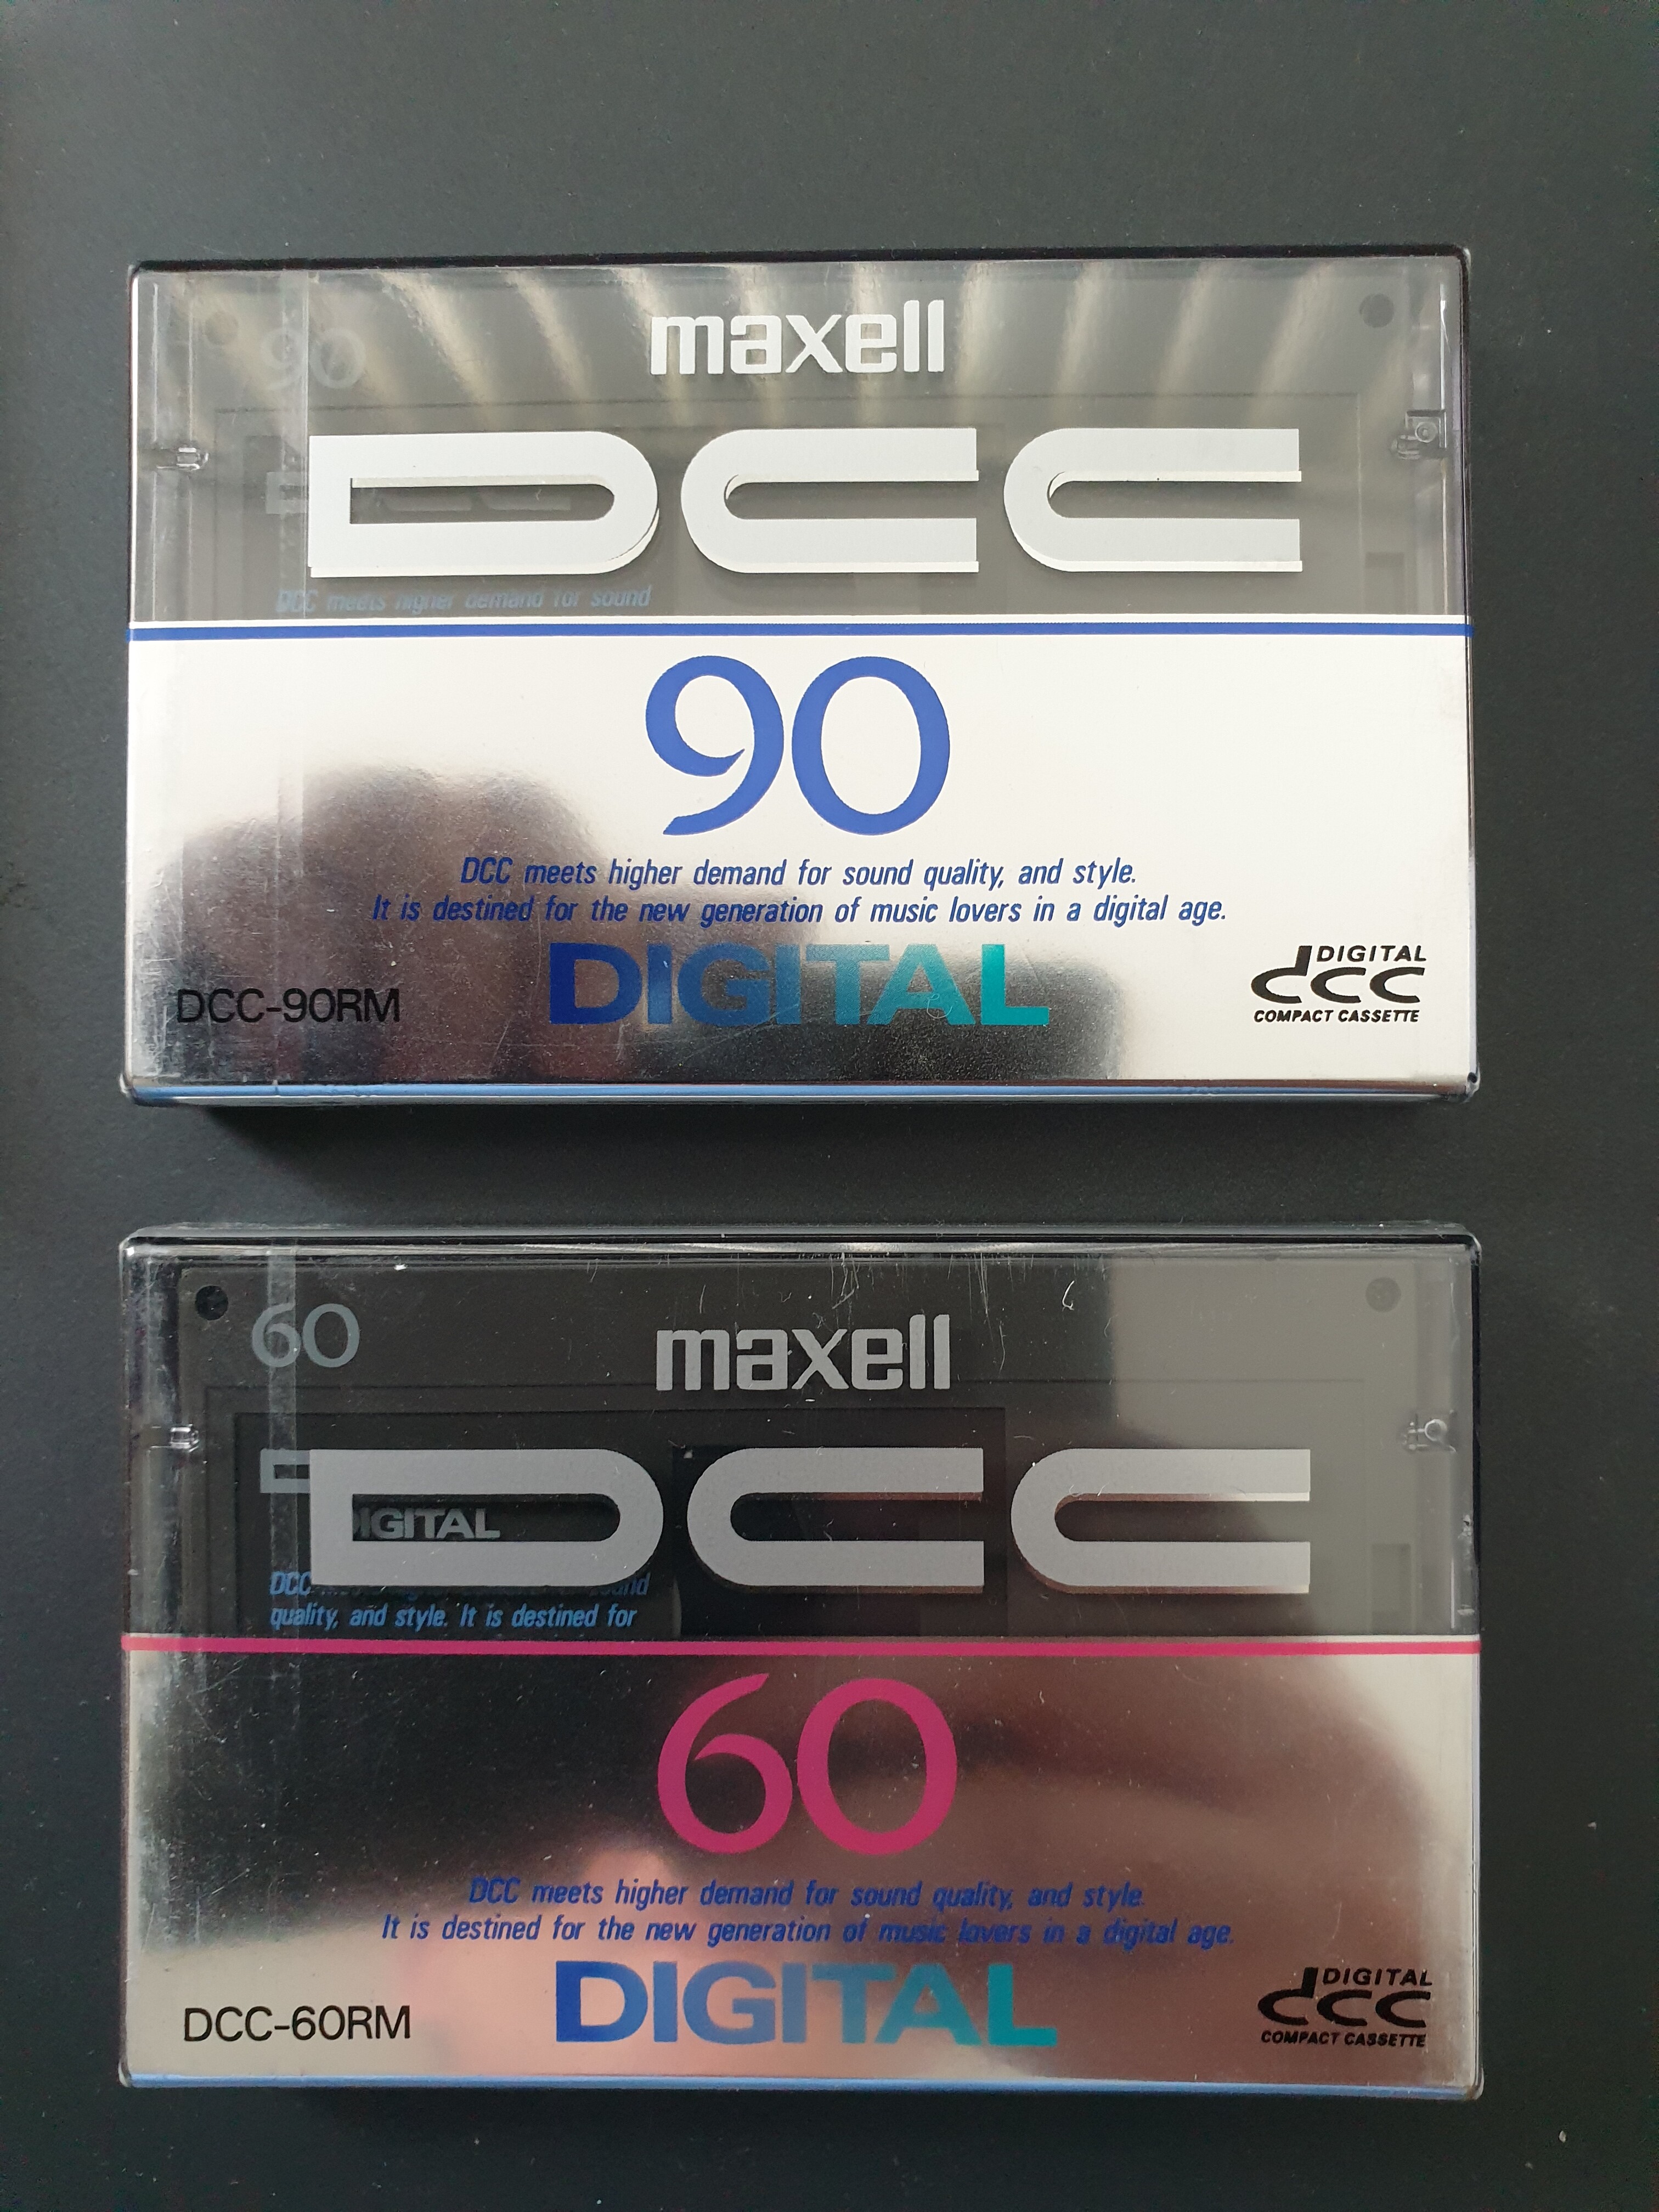 maxell
90
DCC
DCC meets higher demand for sound
90
DCC meets higher demand for sound quality, and style.
It is destined for the new generation of music lovers in a digital age.
DIGITAL
DCC-90RM
DIGITAL
dcc
COMPACT CASSETTE
60
maxell
DCC
DIGITAL
DCC sound
quality, and style. It is destined for
60
DCC meets higher demand for sound quality, and style.
It is destined for the new generation of music lovers in a digital age.
DIGITAL
DCC-60RM
DIGITAL
dcc
COMPACT CASSETTE